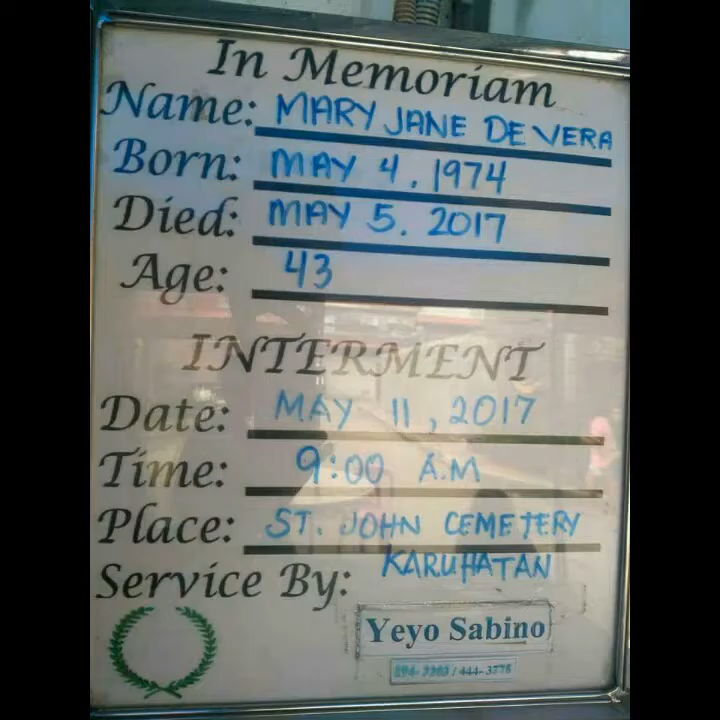 In Memoriam
Name: MARY JANE DE VERA
Born: MAY 4, 1974
Died: MAY 5. 2017
Age: 43
INTERMENT
Date: MAY 11, 2017
Time: 9:00 A.M
Place: ST. JOHN CEMETERY
KARUHATAN
Service By:
Yeyo Sabino